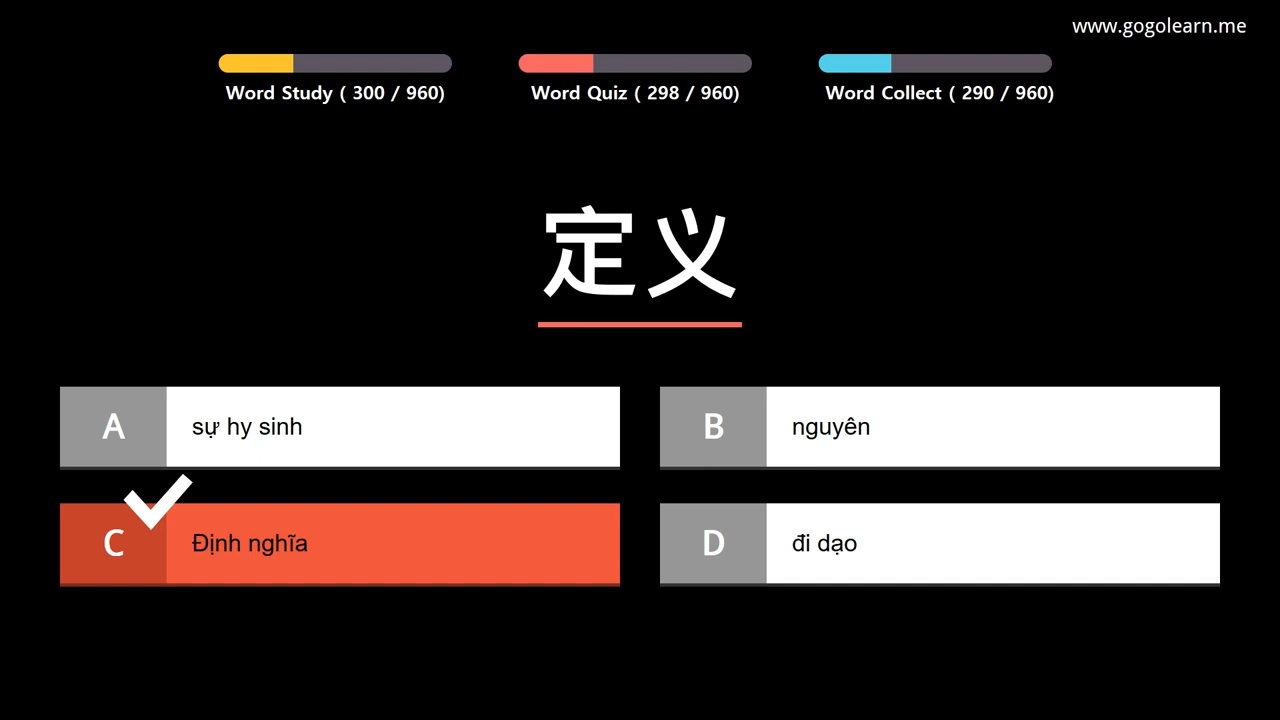 www.gogolearn.me
Word Study ( 300 / 960)
Word Quiz ( 298 / 960)
Word Collect ( 290 / 960)
定义
A
sự hy sinh
B
nguyên
C
Định nghĩa
D
đi dạo